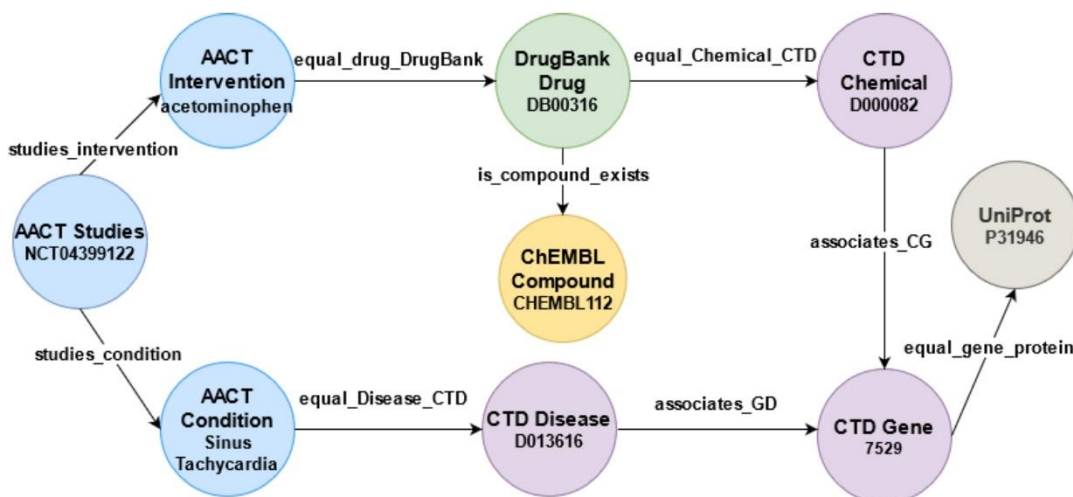 AACT
Intervention
acetominophen
equal_drug_DrugBank
DrugBank
Drug
DB00316
equal_Chemical_CTD
CTD
Chemical
D000082
studies_intervention
is_compound_exists
AACT Studies
NCT04399122
UniProt
P31946
associates_CG
ChEMBL
Compound
CHEMBL112
studies_condition
equal_gene_protein
AACT
Condition
Sinus
Tachycardia
equal_Disease_CTD
CTD Disease
D013616
associates_GD
CTD Gene
7529